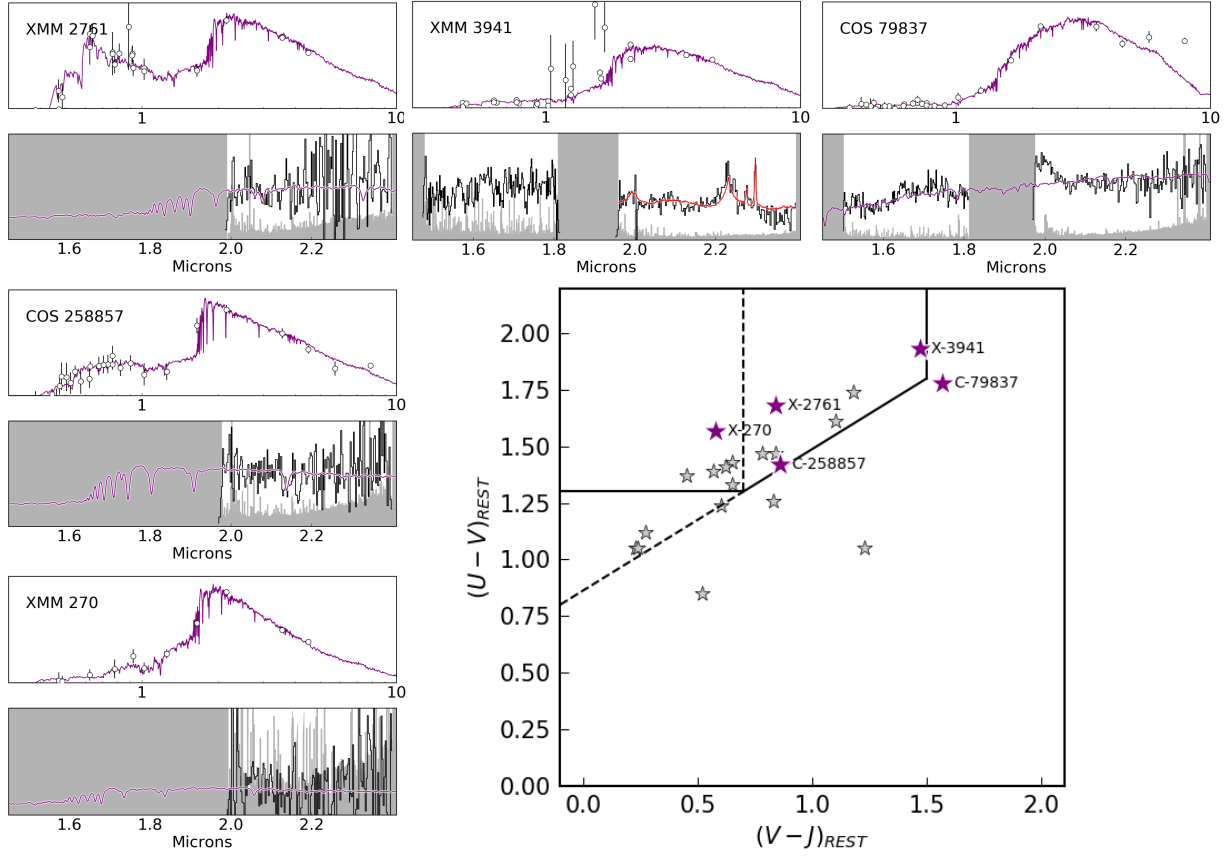 XMM 2761
1
10
1.6 1.8 2.0 2.2
Microns
XMM 3941
1
10
1.6 1.8 2.0 2.2
Microns
COS 79837
1
10
1.6 1.8 2.0 2.2
Microns
COS 258857
1
10
1.6 1.8 2.0 2.2
Microns
XMM 270
1
10
1.6 1.8 2.0 2.2
Microns
(U − V)REST
2.00
1.75
1.50
1.25
1.00
0.75
0.50
0.25
0.00
X-3941
C-79837
X-2761
X-270
C-258857
0.0 0.5 1.0 1.5 2.0
(V − J)REST